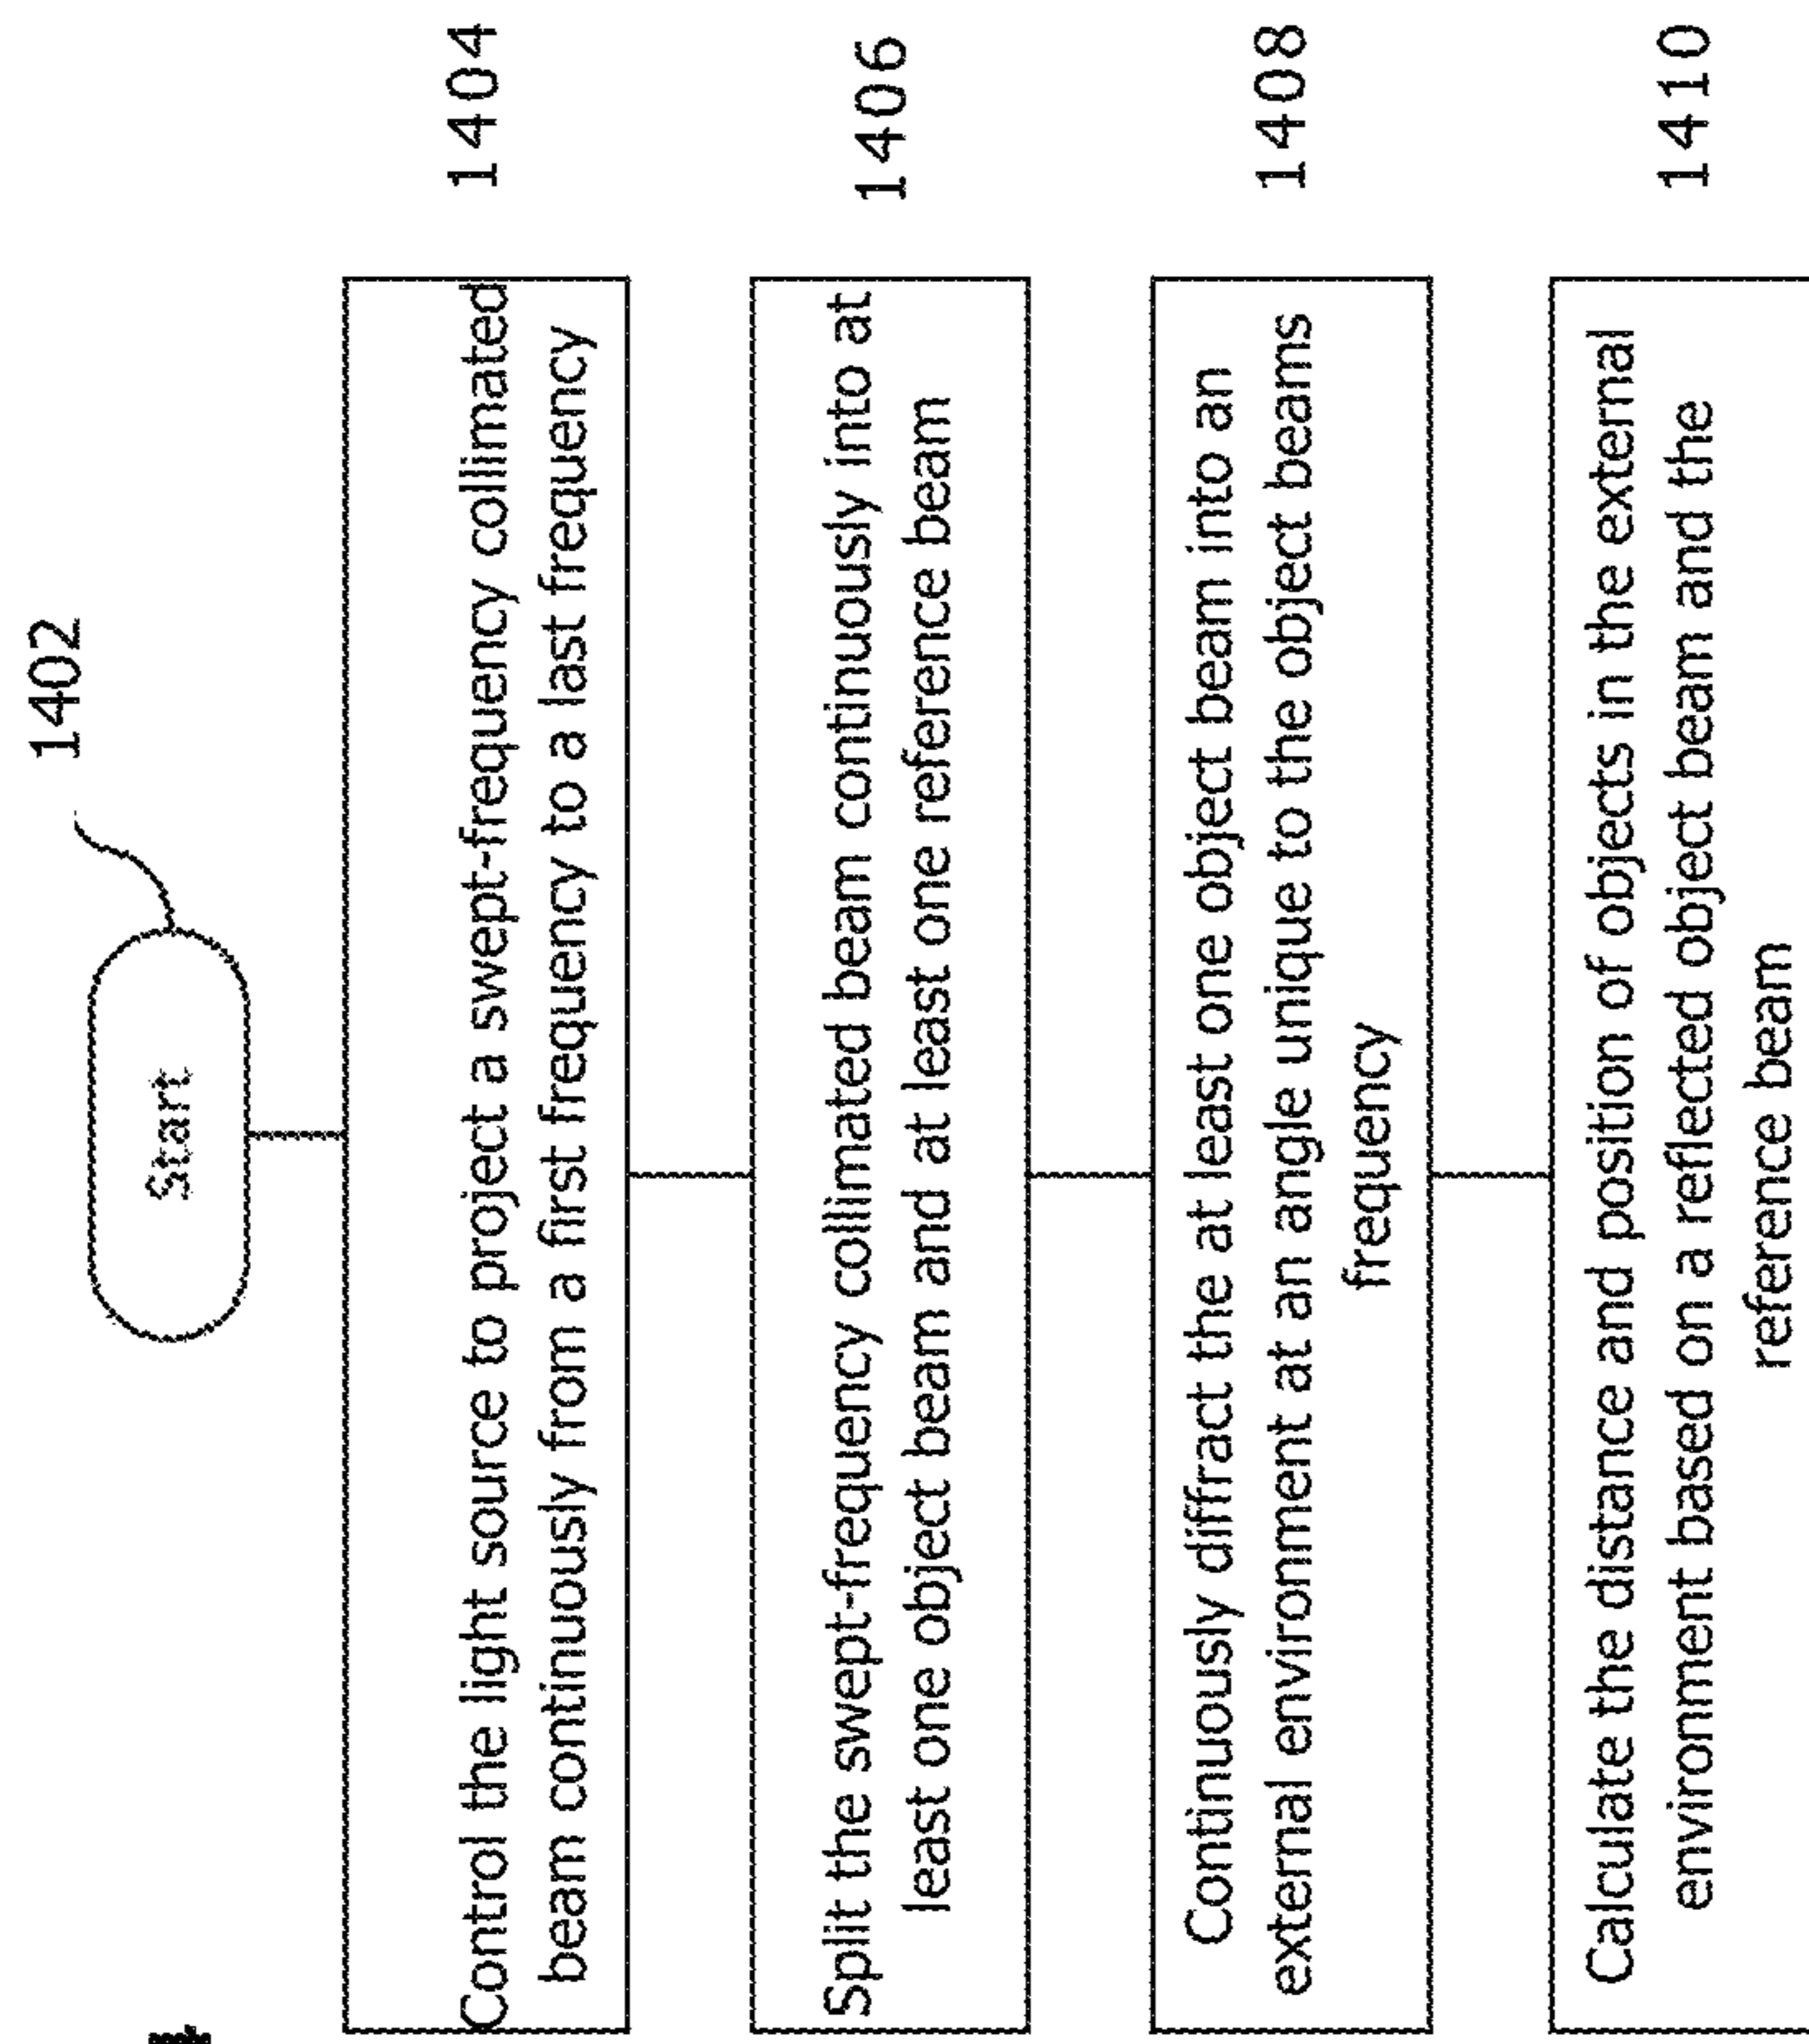 1402
Start
Control the light source to project a swept-frequency collimated
beam continuously from a first frequency to a last frequency
1404
Split the swept-frequency collimated beam continuously into at
least one object beam and at least one reference beam
1406
Continuously diffract the at least one object beam into an
external environment at an angle unique to the object beams
frequency
1408
Calculate the distance and position of objects in the external
environment based on a reflected object beam and the
reference beam
1410